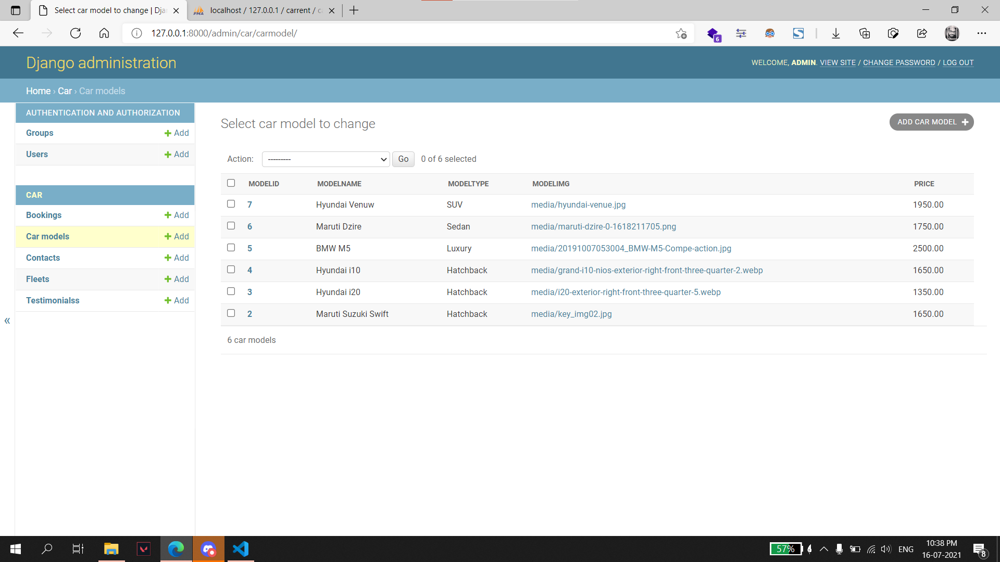 Select car model to change | Dja
localhost / 127.0.0.1 / carrent / c
127.0.0.1:8000/admin/car/carmodel/
6
Django administration
WELCOME, ADMIN. VIEW SITE / CHANGE PASSWORD / LOG OUT
Home › Car › Car models
AUTHENTICATION AND AUTHORIZATION
Groups Add
Users Add
CAR
Bookings Add
Car models Add
Contacts Add
Fleets Add
Testimonialss Add
«
Select car model to change
ADD CAR MODEL
Action: --------- Go 0 of 6 selected
MODELID MODELNAME MODELTYPE MODELIMG PRICE
7 Hyundai Venuw SUV media/hyundai-venue.jpg 1950.00
6 Maruti Dzire Sedan media/maruti-dzire-0-1618211705.png 1750.00
5 BMW M5 Luxury media/20191007053004_BMW-M5-Compe-action.jpg 2500.00
4 Hyundai i10 Hatchback media/grand-i10-nios-exterior-right-front-three-quarter-2.webp 1650.00
3 Hyundai i20 Hatchback media/i20-exterior-right-front-three-quarter-5.webp 1350.00
2 Maruti Suzuki Swift Hatchback media/key_img02.jpg 1650.00
6 car models
57%
ENG
10:38 PM
16-07-2021
8